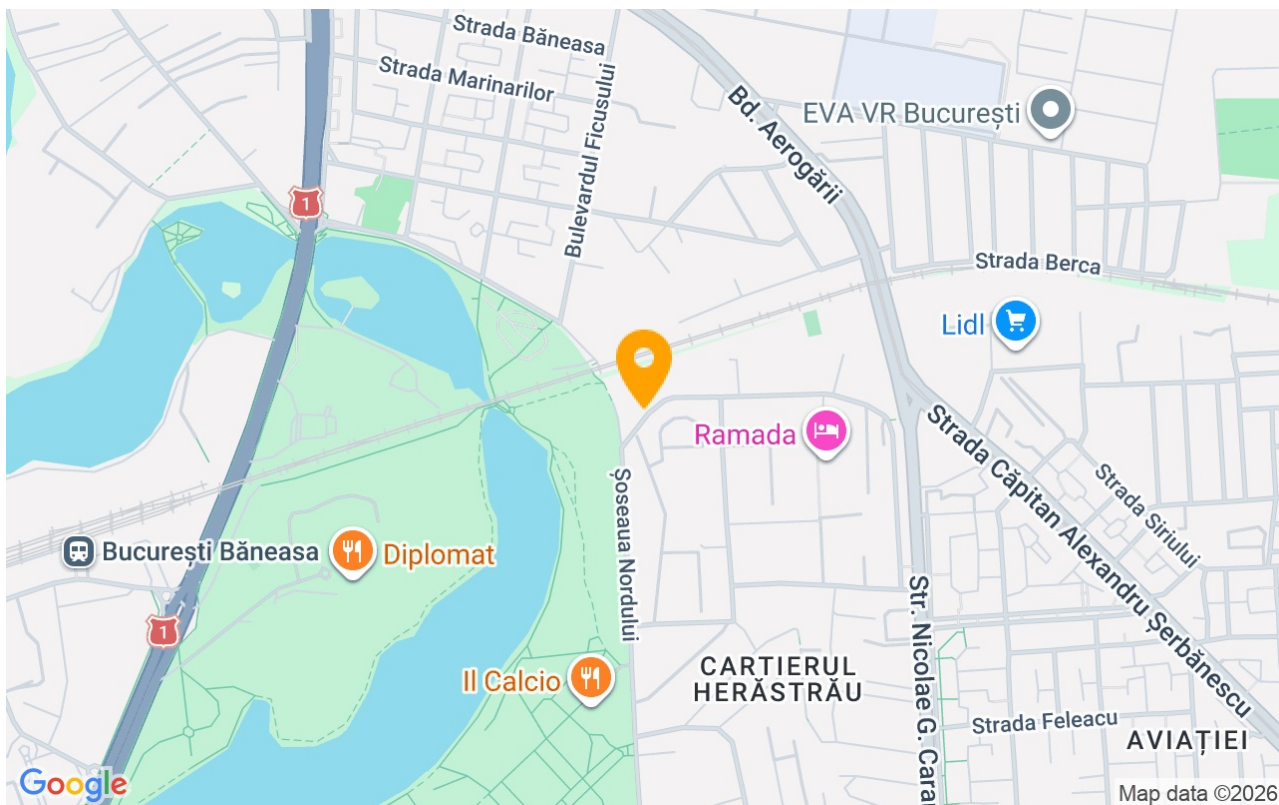 Strada Băneasa
Strada Marinarilor
Bulevardul Ficusului
Bd. Aerogării
EVA VR București
1
Strada Berca
Lidl
Ramada
Strada Căpitan Alexandru Șerbănescu
Strada Siriului
Șoseaua Nordului
București Băneasa
Diplomat
1
Str. Nicolae G. Caram
Il Calcio
CARTIERUL
HERĂSTRĂU
Strada Feleacu
AVIAȚIEI
Google
Map data ©2026